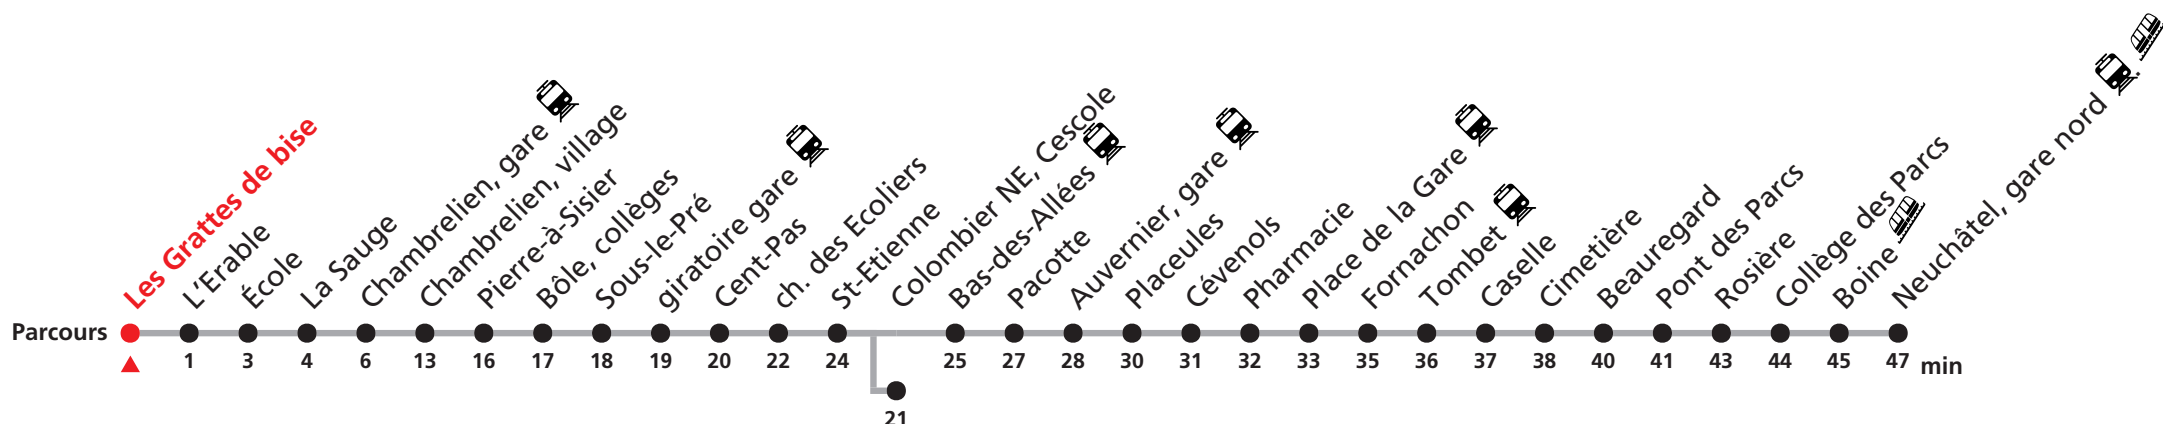 Les Grattes de bise
L'Erable
École
La Sauge
Chambrelien, gare
Chambrelien, village
Pierre-à-Sisier
Bôle, collèges
Sous-le-Pré
giratoire gare
Cent-Pas
ch. des Ecoliers
St-Etienne
Colombier NE, Cescole
Bas-des-Allées
Pacotte
Auvernier, gare
Placeules
Cévenols
Pharmacie
Place de la Gare
Fornachon
Tombet
Caselle
Cimetière
Beauregard
Pont des Parcs
Rosière
Collège des Parcs
Boine
Neuchâtel, gare nord
Parcours
1 3 4 6 13 16 17 18 19 20 22 24 25 27 28 30 31 32 33 35 36 37 38 40 41 43 44 45 47 min
21